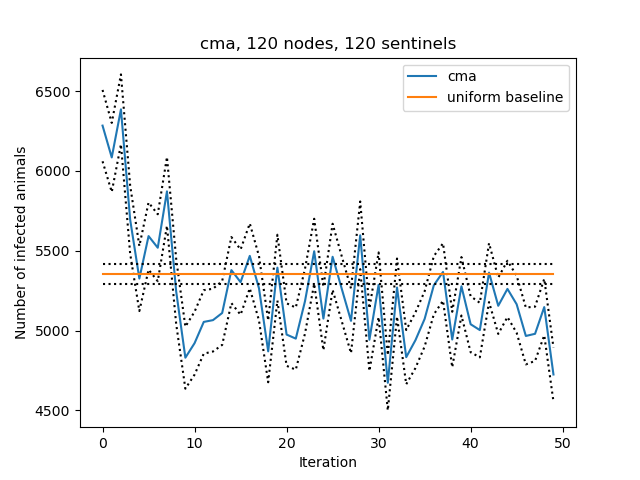 cma, 120 nodes, 120 sentinels
cma
uniform baseline
Number of infected animals
6500
6000
5500
5000
4500
0 10 20 30 40 50
Iteration